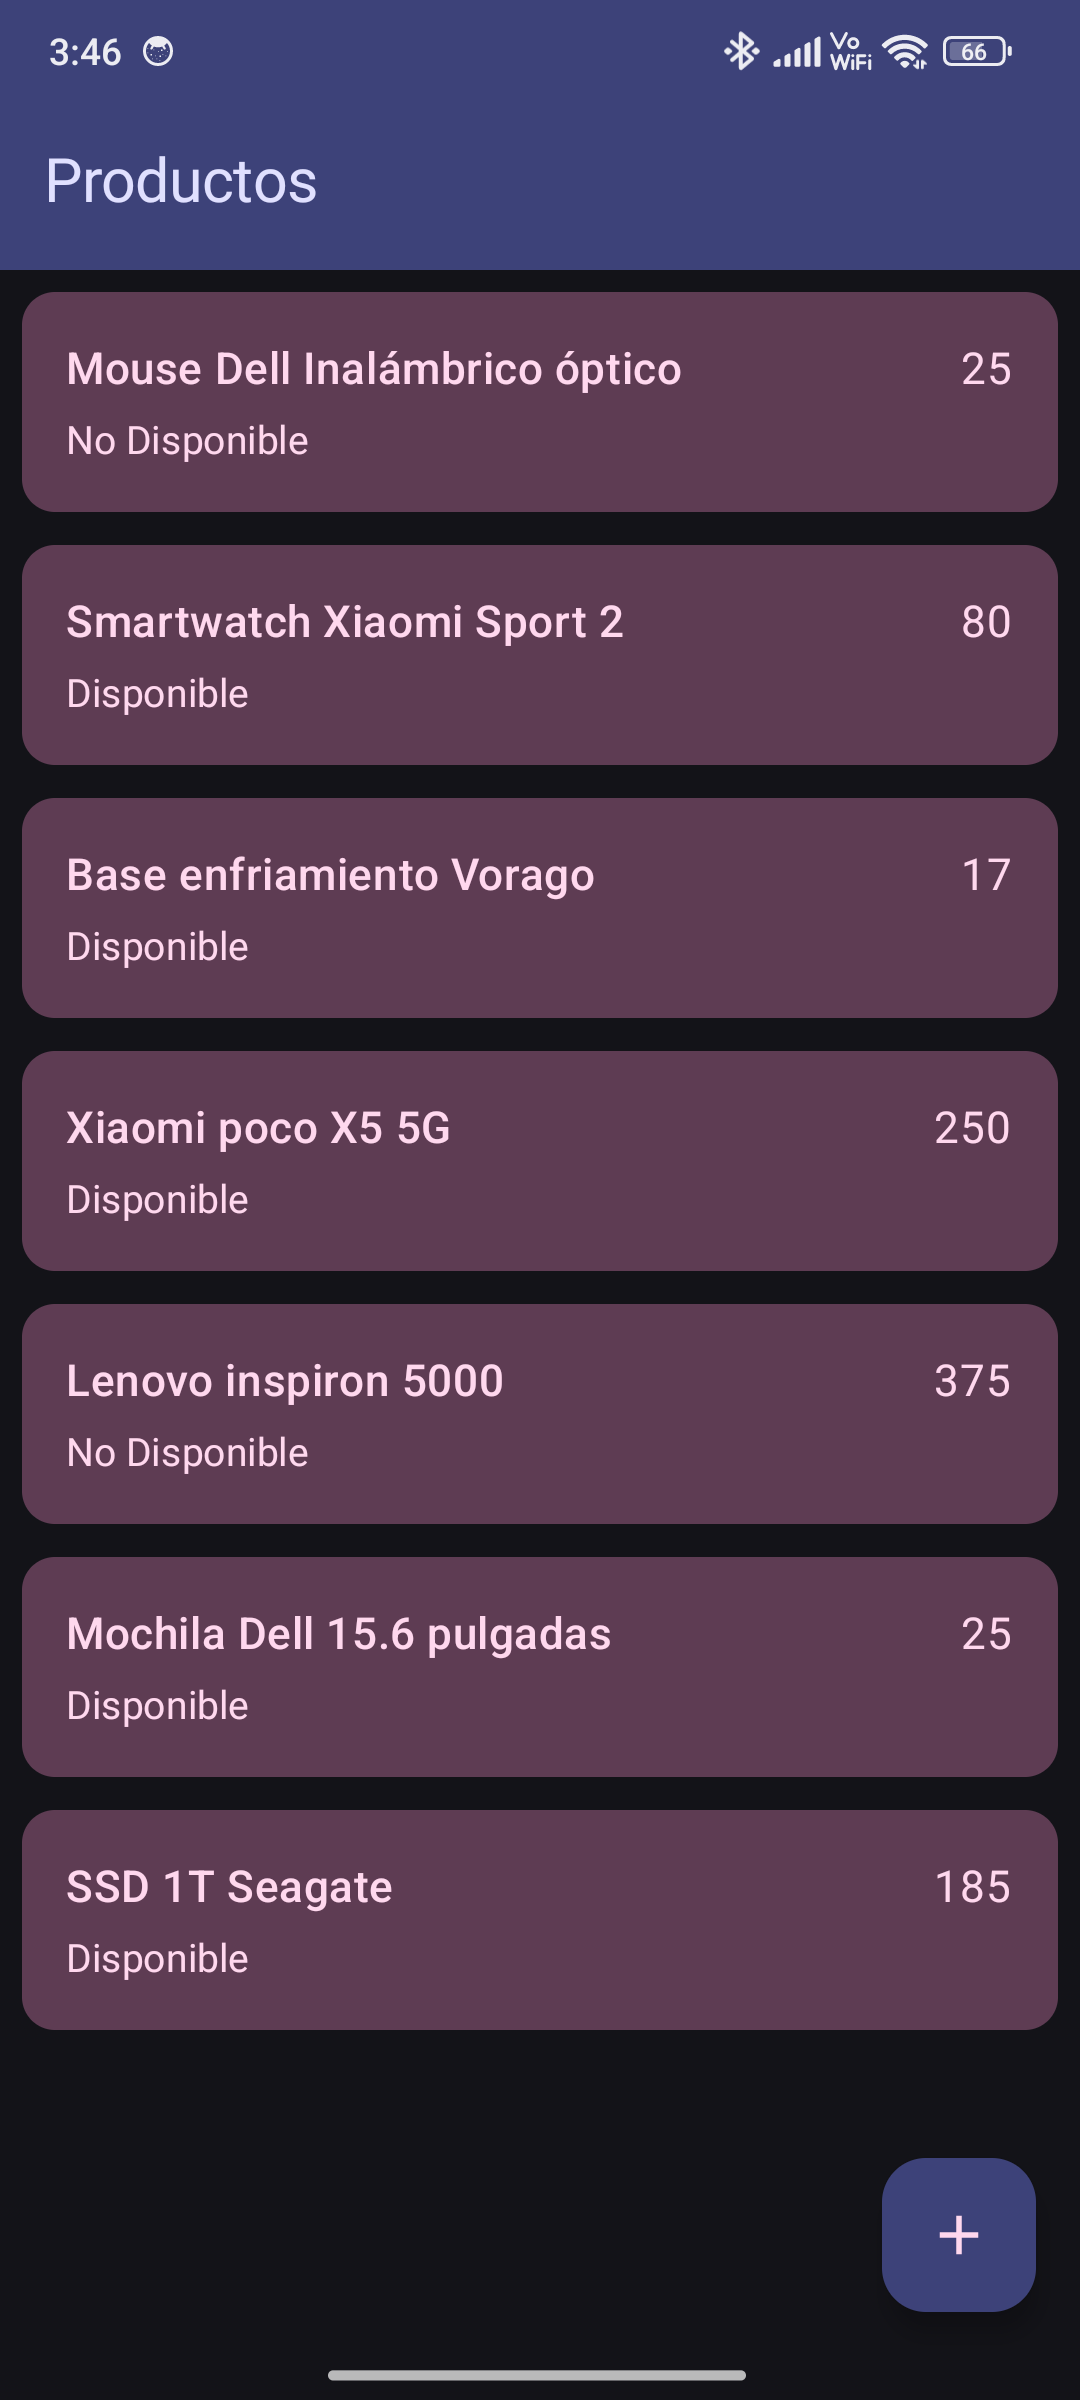 3:46 Vo WiFi 66
Productos
Mouse Dell Inalámbrico óptico 25
No Disponible
Smartwatch Xiaomi Sport 2 80
Disponible
Base enfriamiento Vorago 17
Disponible
Xiaomi poco X5 5G 250
Disponible
Lenovo inspiron 5000 375
No Disponible
Mochila Dell 15.6 pulgadas 25
Disponible
SSD 1T Seagate 185
Disponible